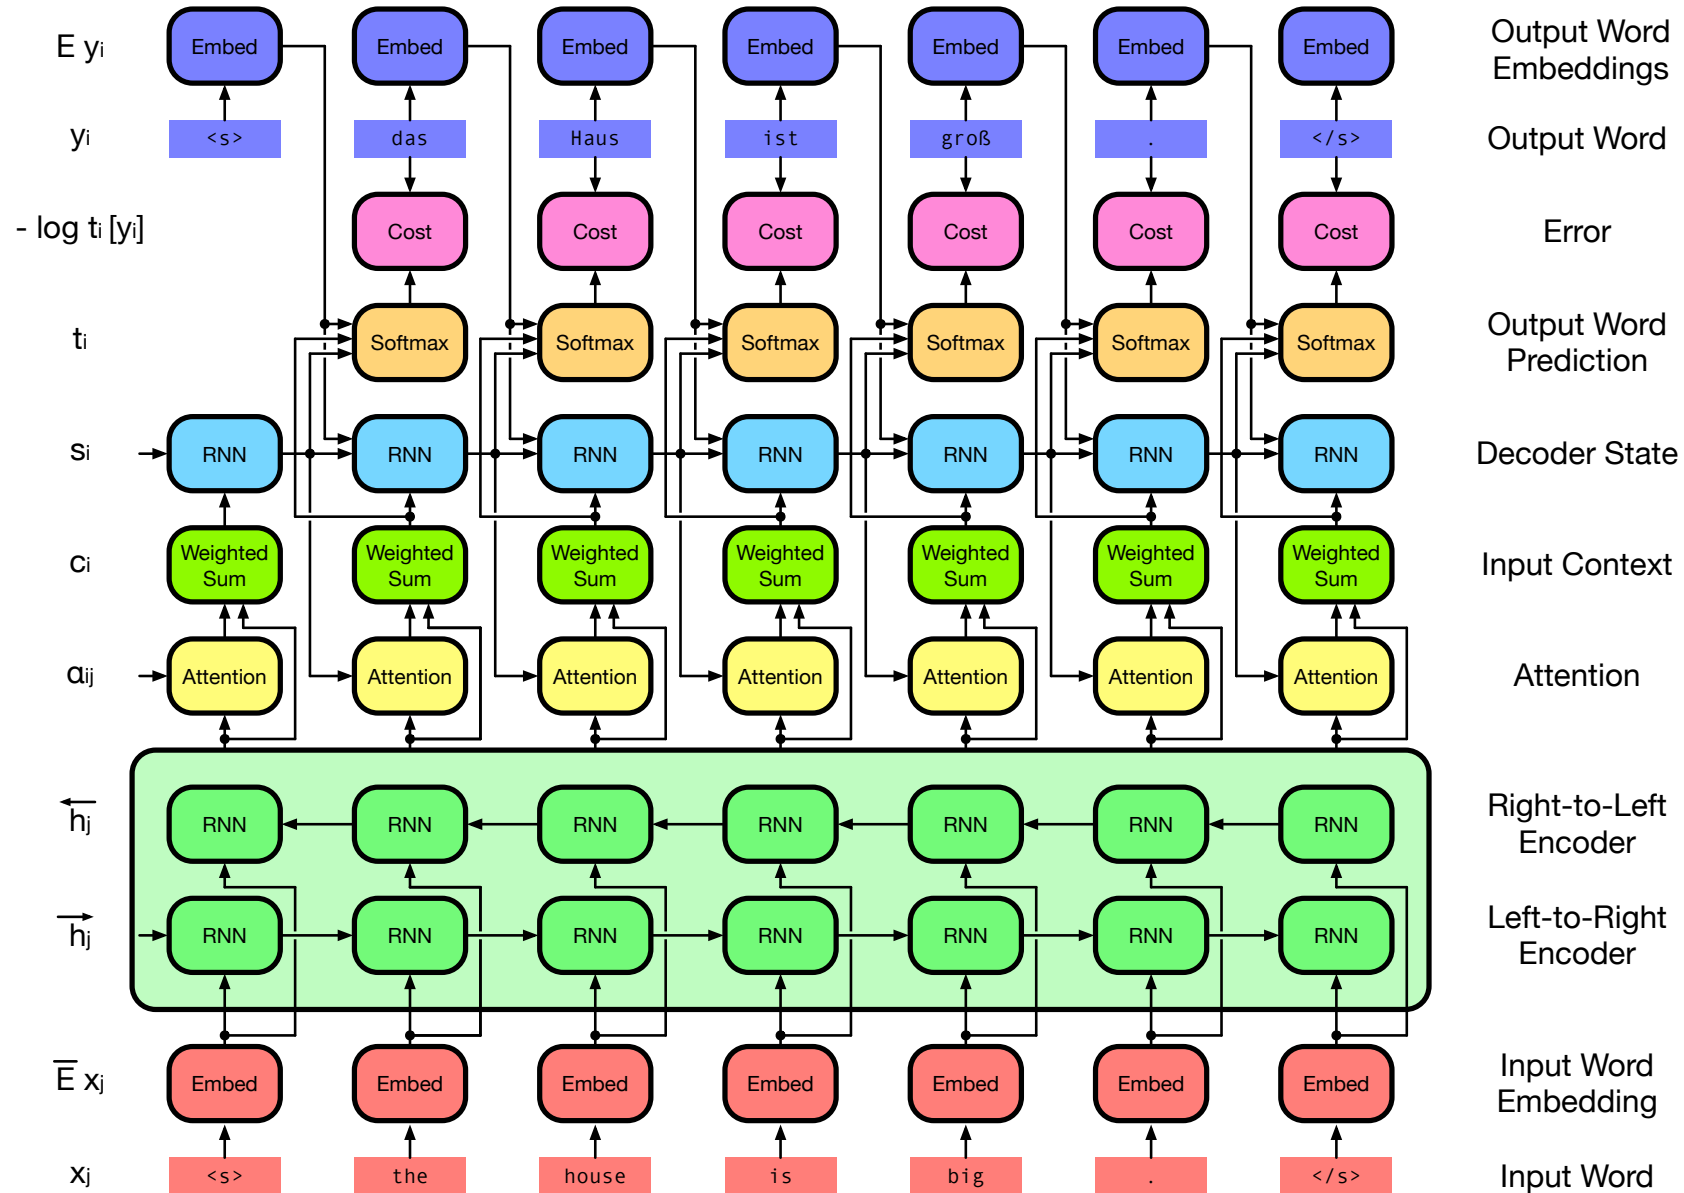 E yi Embed Embed Embed Embed Embed Embed Embed Output Word
Embeddings
yi <s> das Haus ist groß . </s> Output Word
- log ti [yi] Cost Cost Cost Cost Cost Cost Error
ti Softmax Softmax Softmax Softmax Softmax Softmax Output Word
Prediction
si RNN RNN RNN RNN RNN RNN RNN Decoder State
ci Weighted Sum Weighted Sum Weighted Sum Weighted Sum Weighted Sum Weighted Sum Weighted Sum Input Context
αij Attention Attention Attention Attention Attention Attention Attention Attention
←hj RNN RNN RNN RNN RNN RNN RNN Right-to-Left
Encoder
→hj RNN RNN RNN RNN RNN RNN RNN Left-to-Right
Encoder
E̅ xj Embed Embed Embed Embed Embed Embed Embed Input Word
Embedding
xj <s> the house is big . </s> Input Word